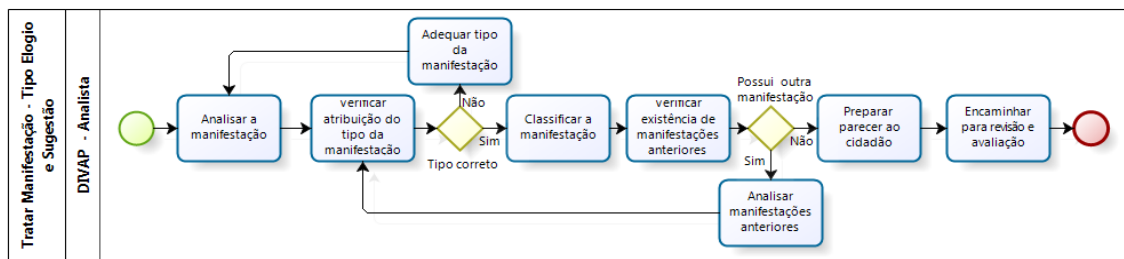 Tratar Manifestação - Tipo Elogio
e Sugestão
DIVAP - Analista
Analisar a
manifestação
Adequar tipo
da
manifestação
verificar
atribuição do
tipo da
manifestação
Não
Sim
Tipo correto
Classificar a
manifestação
verificar
existência de
manifestações
anteriores
Possui outra
manifestação
Não
Sim
Analisar
manifestações
anteriores
Preparar
parecer ao
cidadão
Encaminhar
para revisão e
avaliação